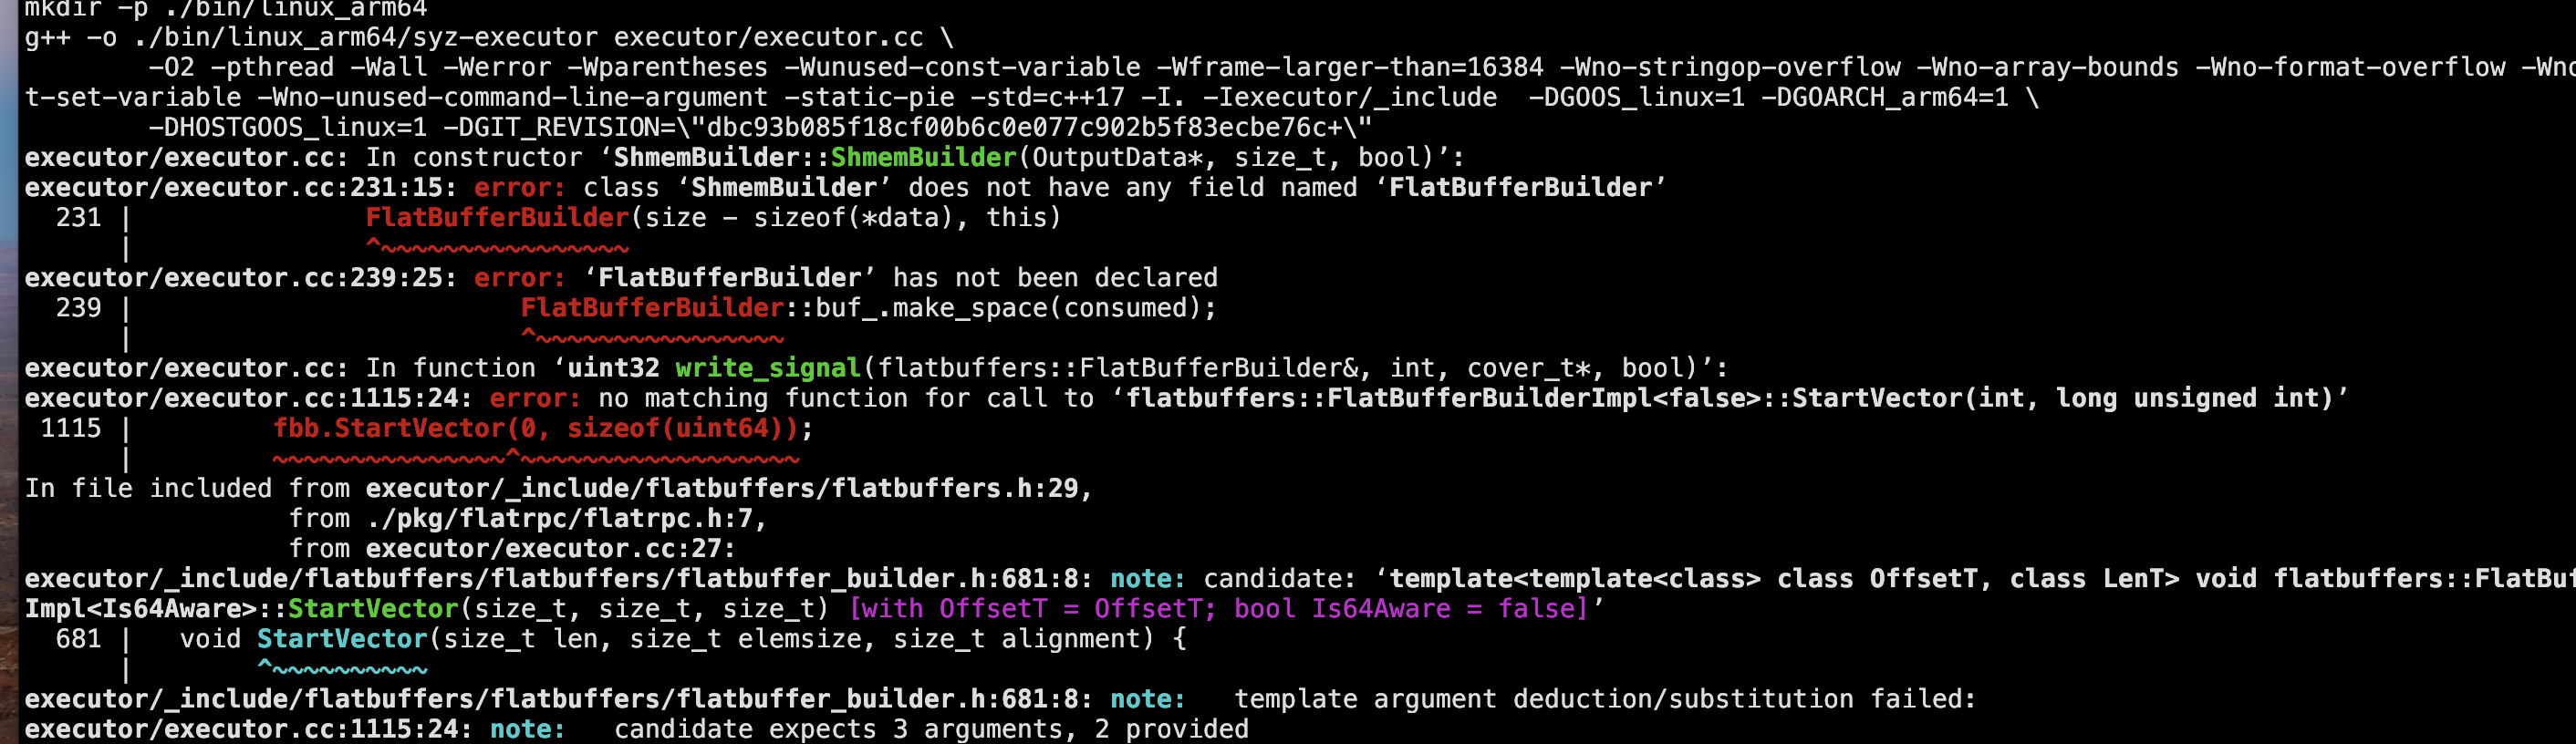 mkdir -p ./bin/linux_arm64
g++ -o ./bin/linux_arm64/syz-executor executor/executor.cc \
        -O2 -pthread -Wall -Werror -Wparentheses -Wunused-const-variable -Wframe-larger-than=16384 -Wno-stringop-overflow -Wno-array-bounds -Wno-format-overflow -Wno
t-set-variable -Wno-unused-command-line-argument -static-pie -std=c++17 -I. -Iexecutor/_include  -DGOOS_linux=1 -DGOARCH_arm64=1 \
        -DHOSTGOOS_linux=1 -DGIT_REVISION=\"dbc93b085f18cf00b6c0e077c902b5f83ecbe76c+\"
executor/executor.cc: In constructor ‘ShmemBuilder::ShmemBuilder(OutputData*, size_t, bool)’:
executor/executor.cc:231:15: error: class ‘ShmemBuilder’ does not have any field named ‘FlatBufferBuilder’
  231 |               FlatBufferBuilder(size - sizeof(*data), this)
      |               ^~~~~~~~~~~~~~~~~
executor/executor.cc:239:25: error: ‘FlatBufferBuilder’ has not been declared
  239 |                         FlatBufferBuilder::buf_.make_space(consumed);
      |                         ^~~~~~~~~~~~~~~~~
executor/executor.cc: In function ‘uint32 write_signal(flatbuffers::FlatBufferBuilder&, int, cover_t*, bool)’:
executor/executor.cc:1115:24: error: no matching function for call to ‘flatbuffers::FlatBufferBuilderImpl<false>::StartVector(int, long unsigned int)’
 1115 |         fbb.StartVector(0, sizeof(uint64));
      |         ~~~~~~~~~~~~~~~^~~~~~~~~~~~~~~~~~~
In file included from executor/_include/flatbuffers/flatbuffers.h:29,
                 from ./pkg/flatrpc/flatrpc.h:7,
                 from executor/executor.cc:27:
executor/_include/flatbuffers/flatbuffers/flatbuffer_builder.h:681:8: note: candidate: ‘template<template<class> class OffsetT, class LenT> void flatbuffers::FlatBuf
Impl<Is64Aware>::StartVector(size_t, size_t, size_t) [with OffsetT = OffsetT; bool Is64Aware = false]’
  681 |   void StartVector(size_t len, size_t elemsize, size_t alignment) {
      |        ^~~~~~~~~~~
executor/_include/flatbuffers/flatbuffers/flatbuffer_builder.h:681:8: note:   template argument deduction/substitution failed:
executor/executor.cc:1115:24: note:   candidate expects 3 arguments, 2 provided